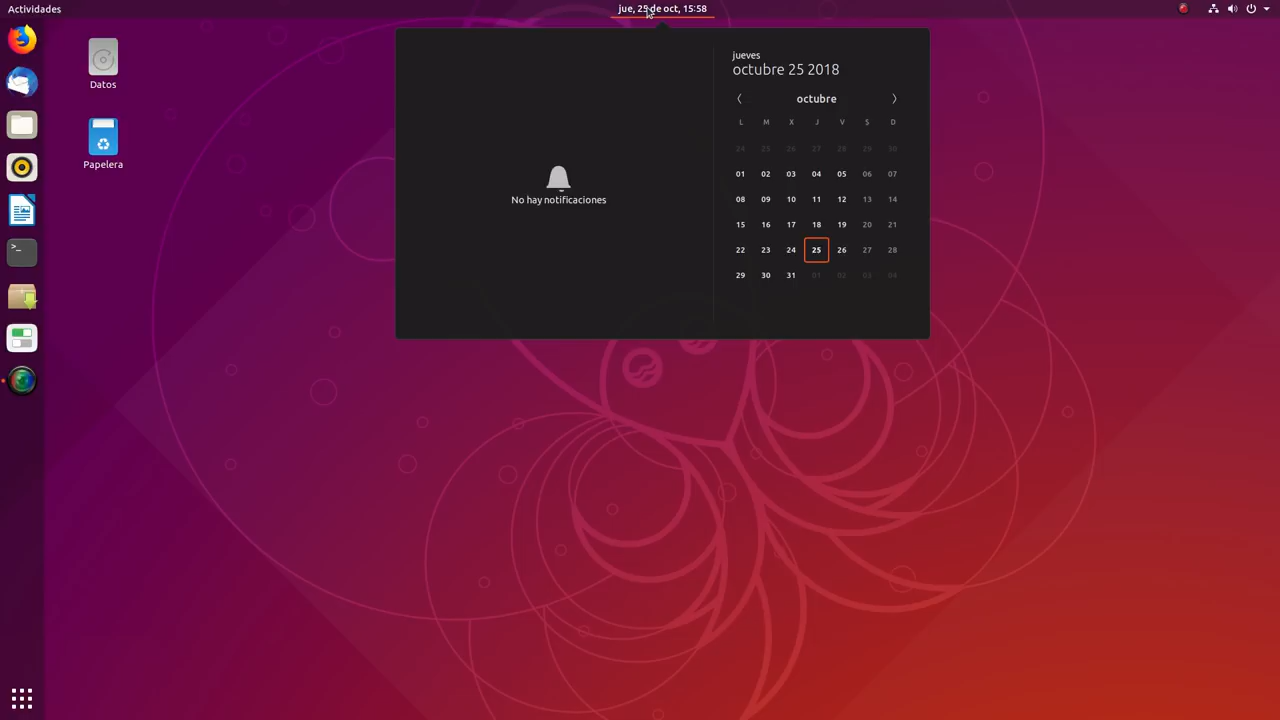 Actividades
jue, 25 de oct, 15:58
Datos
Papelera
No hay notificaciones
jueves
octubre 25 2018
octubre
L M X J V S D
24 25 26 27 28 29 30
01 02 03 04 05 06 07
08 09 10 11 12 13 14
15 16 17 18 19 20 21
22 23 24 25 26 27 28
29 30 31 01 02 03 04